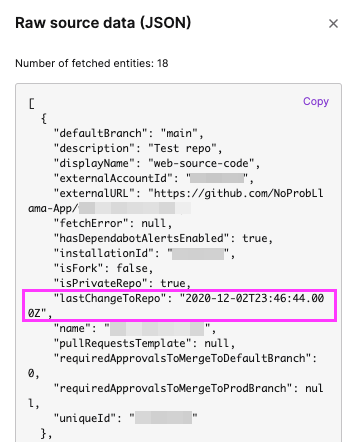 Raw source data (JSON)
Number of fetched entities: 18
Copy
[
{
"defaultBranch": "main",
"description": "Test repo",
"displayName": "web-source-code",
"externalAccountId": "
"externalURL": "https://github.com/NoProbLl
ama-App/
"fetchError": null,
"hasDependabotAlertsEnabled": true,
"installationId": "
",
"isFork": false,
"isPrivateRepo": true,
"lastChangeToRepo": "2020-12-02T23:46:44.00
0Z",
"name": "
",
"pullRequestsTemplate": null,
"requiredApprovalsToMergeToDefaultBranch":
0,
"requiredApprovalsToMergeToProdBranch": nul
l,
"uniqueId": "
"
},